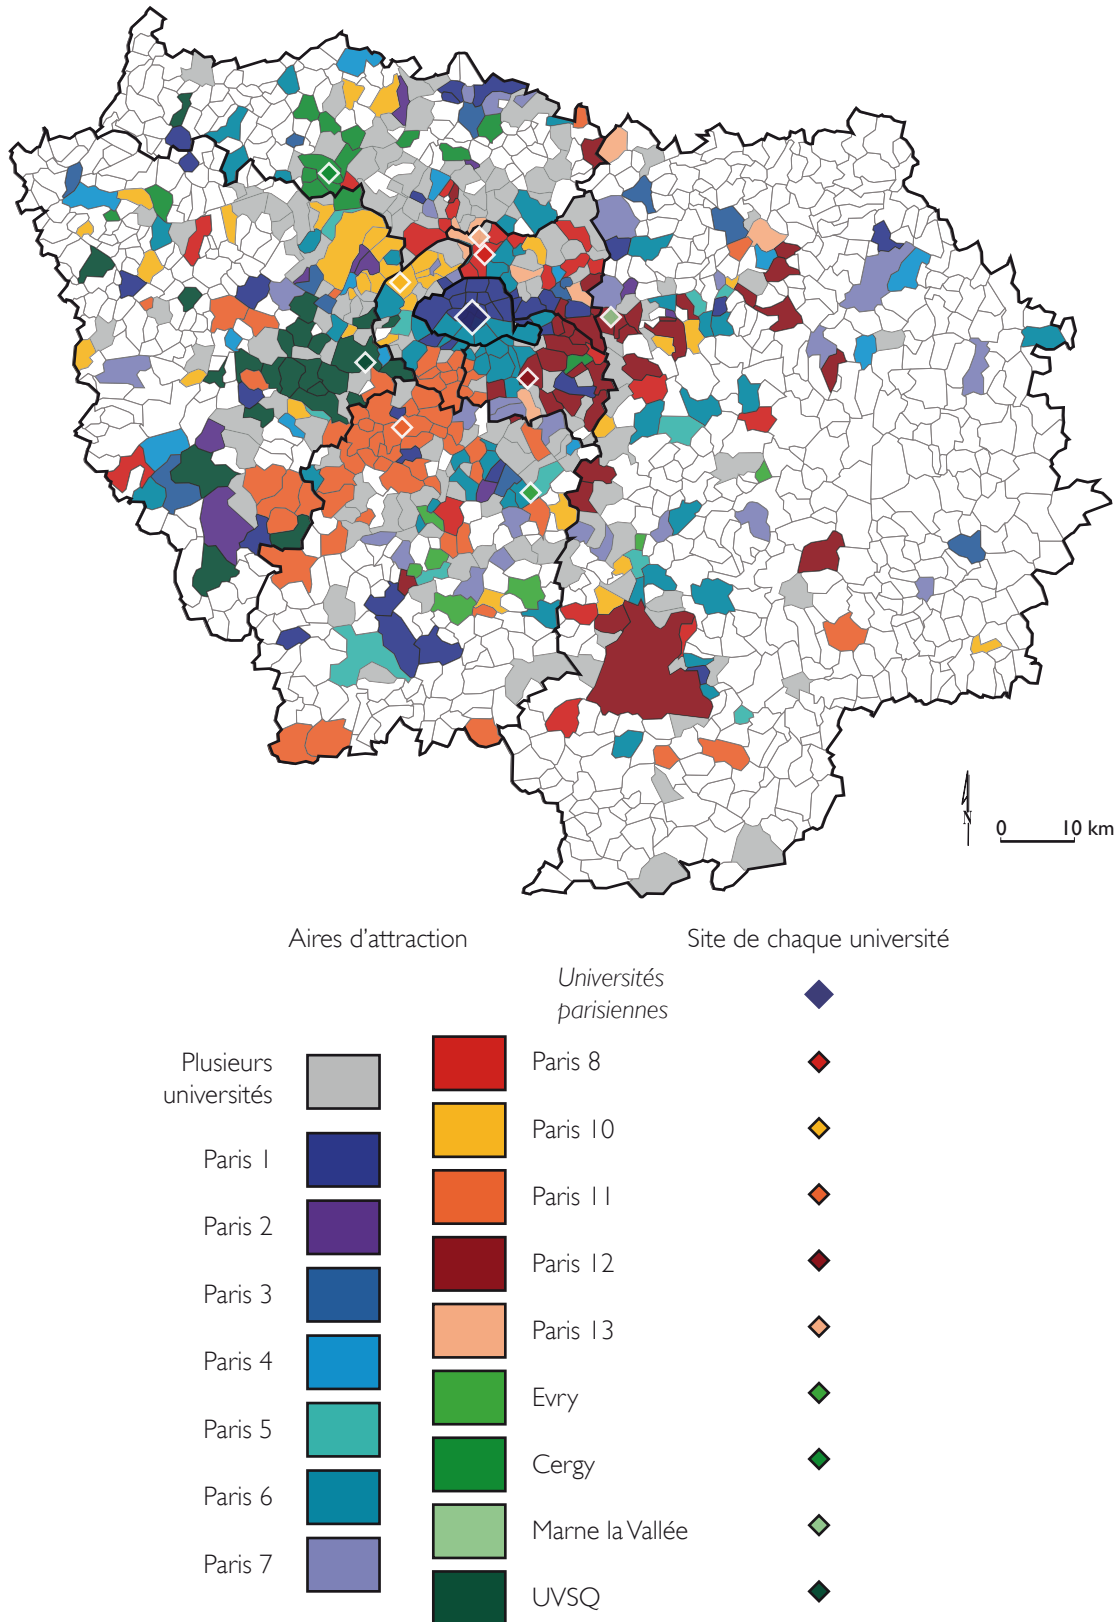 N
0 10 km
Aires d'attraction
Site de chaque université
Universités
parisiennes
Plusieurs
universités
Paris 1
Paris 2
Paris 3
Paris 4
Paris 5
Paris 6
Paris 7
Paris 8
Paris 10
Paris 11
Paris 12
Paris 13
Evry
Cergy
Marne la Vallée
UVSQ